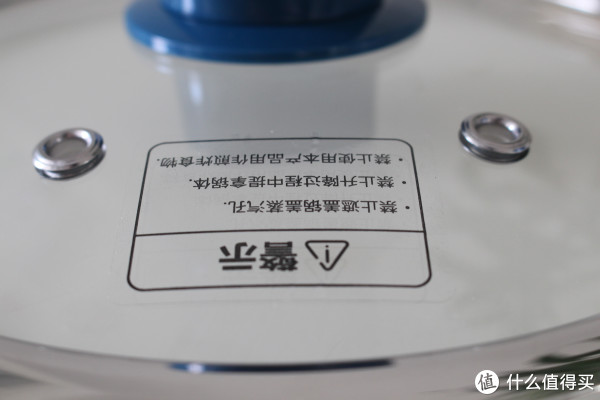 警示
· 禁止遮盖锅盖蒸汽孔.
· 禁止升降过程中提拿锅体.
· 禁止使用本产品用作煎炸食物.
值 什么值得买